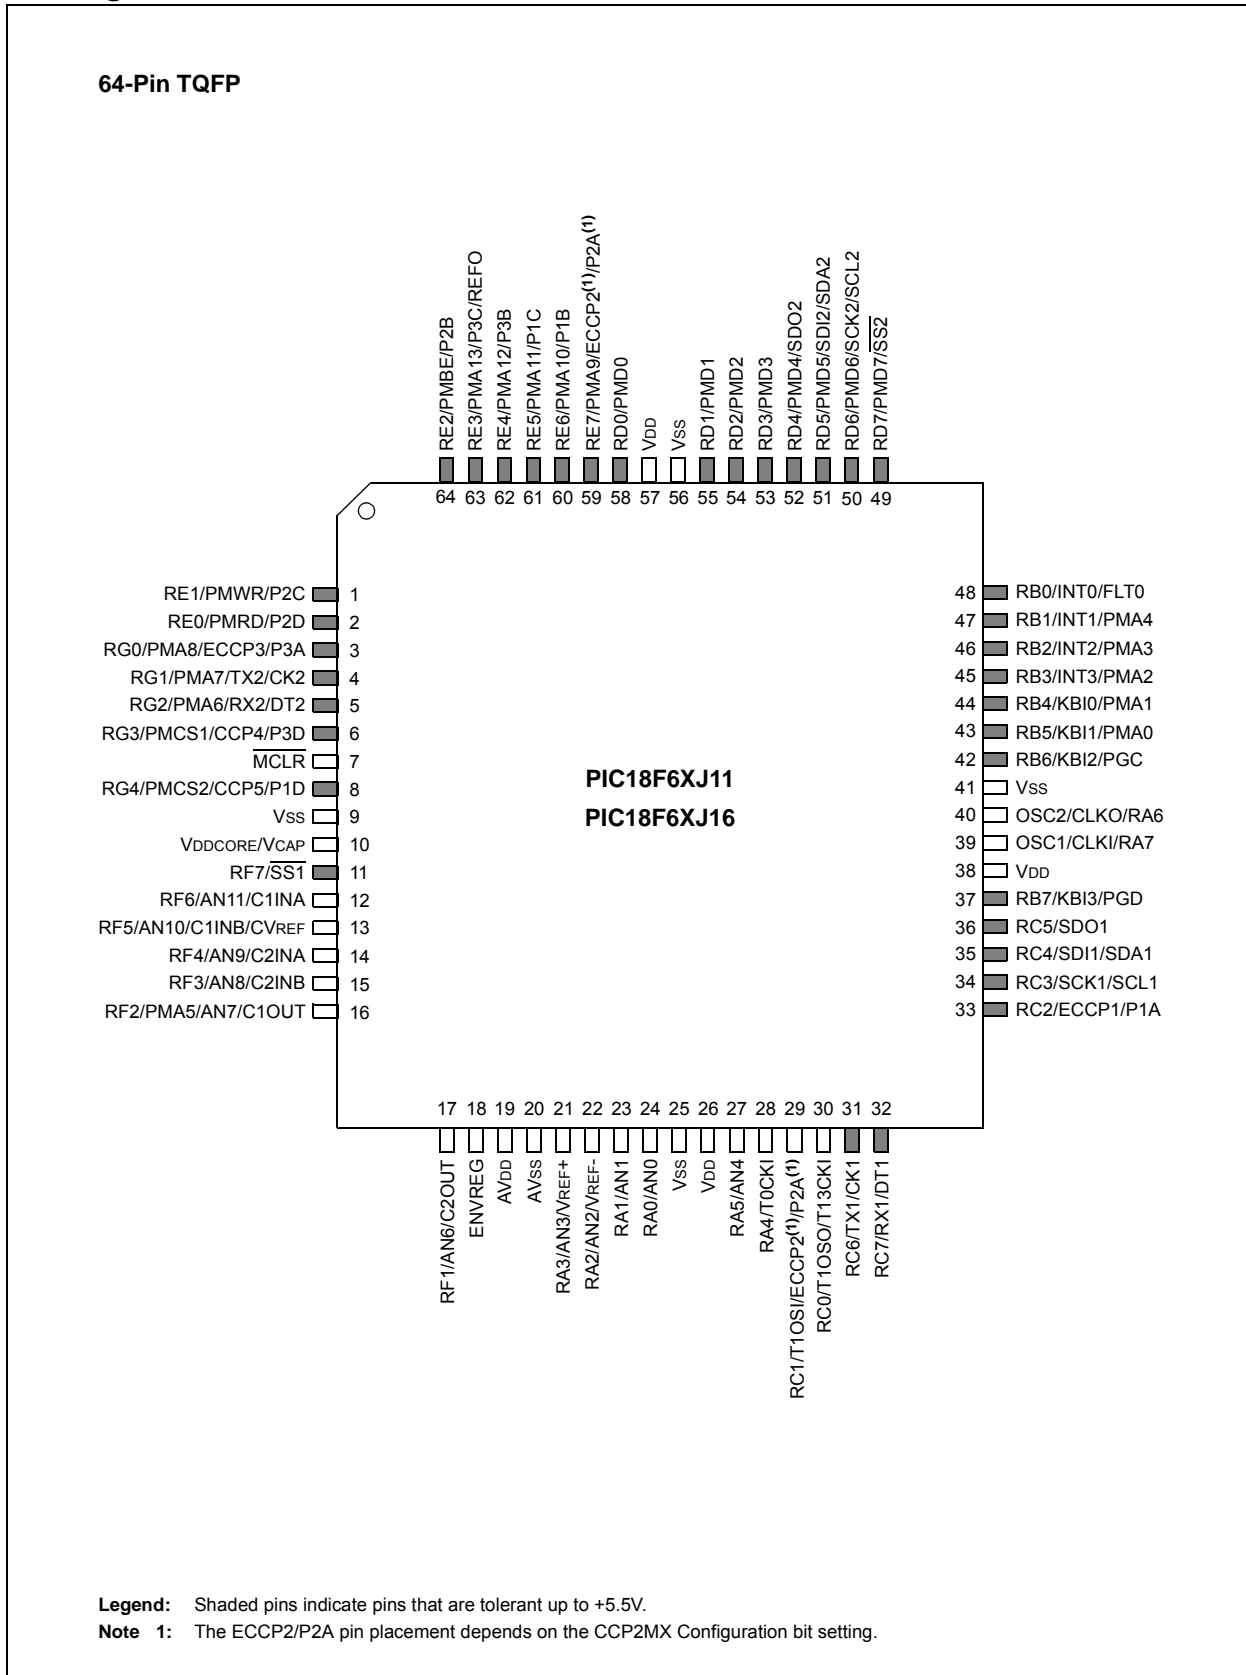 64-Pin TQFP
RE2/PMBE/P2B
RE3/PMA13/P3C/REFO
RE4/PMA12/P3B
RE5/PMA11/P1C
RE6/PMA10/P1B
RE7/PMA9/ECCP2(1)/P2A(1)
RD0/PMD0
VDD
VSS
RD1/PMD1
RD2/PMD2
RD3/PMD3
RD4/PMD4/SDO2
RD5/PMD5/SDI2/SDA2
RD6/PMD6/SCK2/SCL2
RD7/PMD7/SS2
64 63 62 61 60 59 58 57 56 55 54 53 52 51 50 49
RE1/PMWR/P2C 1
RE0/PMRD/P2D 2
RG0/PMA8/ECCP3/P3A 3
RG1/PMA7/TX2/CK2 4
RG2/PMA6/RX2/DT2 5
RG3/PMCS1/CCP4/P3D 6
MCLR 7
RG4/PMCS2/CCP5/P1D 8
VSS 9
VDDCORE/VCAP 10
RF7/SS1 11
RF6/AN11/C1INA 12
RF5/AN10/C1INB/CVREF 13
RF4/AN9/C2INA 14
RF3/AN8/C2INB 15
RF2/PMA5/AN7/C1OUT 16
PIC18F6XJ11
PIC18F6XJ16
48 RB0/INT0/FLT0
47 RB1/INT1/PMA4
46 RB2/INT2/PMA3
45 RB3/INT3/PMA2
44 RB4/KBI0/PMA1
43 RB5/KBI1/PMA0
42 RB6/KBI2/PGC
41 VSS
40 OSC2/CLKO/RA6
39 OSC1/CLKI/RA7
38 VDD
37 RB7/KBI3/PGD
36 RC5/SDO1
35 RC4/SDI1/SDA1
34 RC3/SCK1/SCL1
33 RC2/ECCP1/P1A
17 18 19 20 21 22 23 24 25 26 27 28 29 30 31 32
RF1/AN6/C2OUT
ENVREG
AVDD
AVSS
RA3/AN3/VREF+
RA2/AN2/VREF-
RA1/AN1
RA0/AN0
VSS
VDD
RA5/AN4
RA4/T0CKI
RC1/T1OSI/ECCP2(1)/P2A(1)
RC0/T1OSO/T13CKI
RC6/TX1/CK1
RC7/RX1/DT1
Legend: Shaded pins indicate pins that are tolerant up to +5.5V.
Note 1: The ECCP2/P2A pin placement depends on the CCP2MX Configuration bit setting.